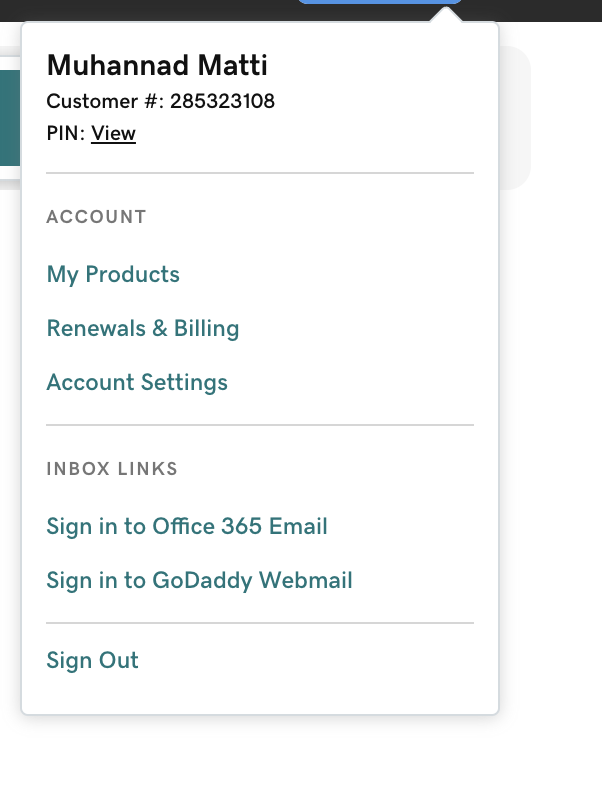 Muhannad Matti
Customer #: 285323108
PIN: View
ACCOUNT
My Products
Renewals & Billing
Account Settings
INBOX LINKS
Sign in to Office 365 Email
Sign in to GoDaddy Webmail
Sign Out